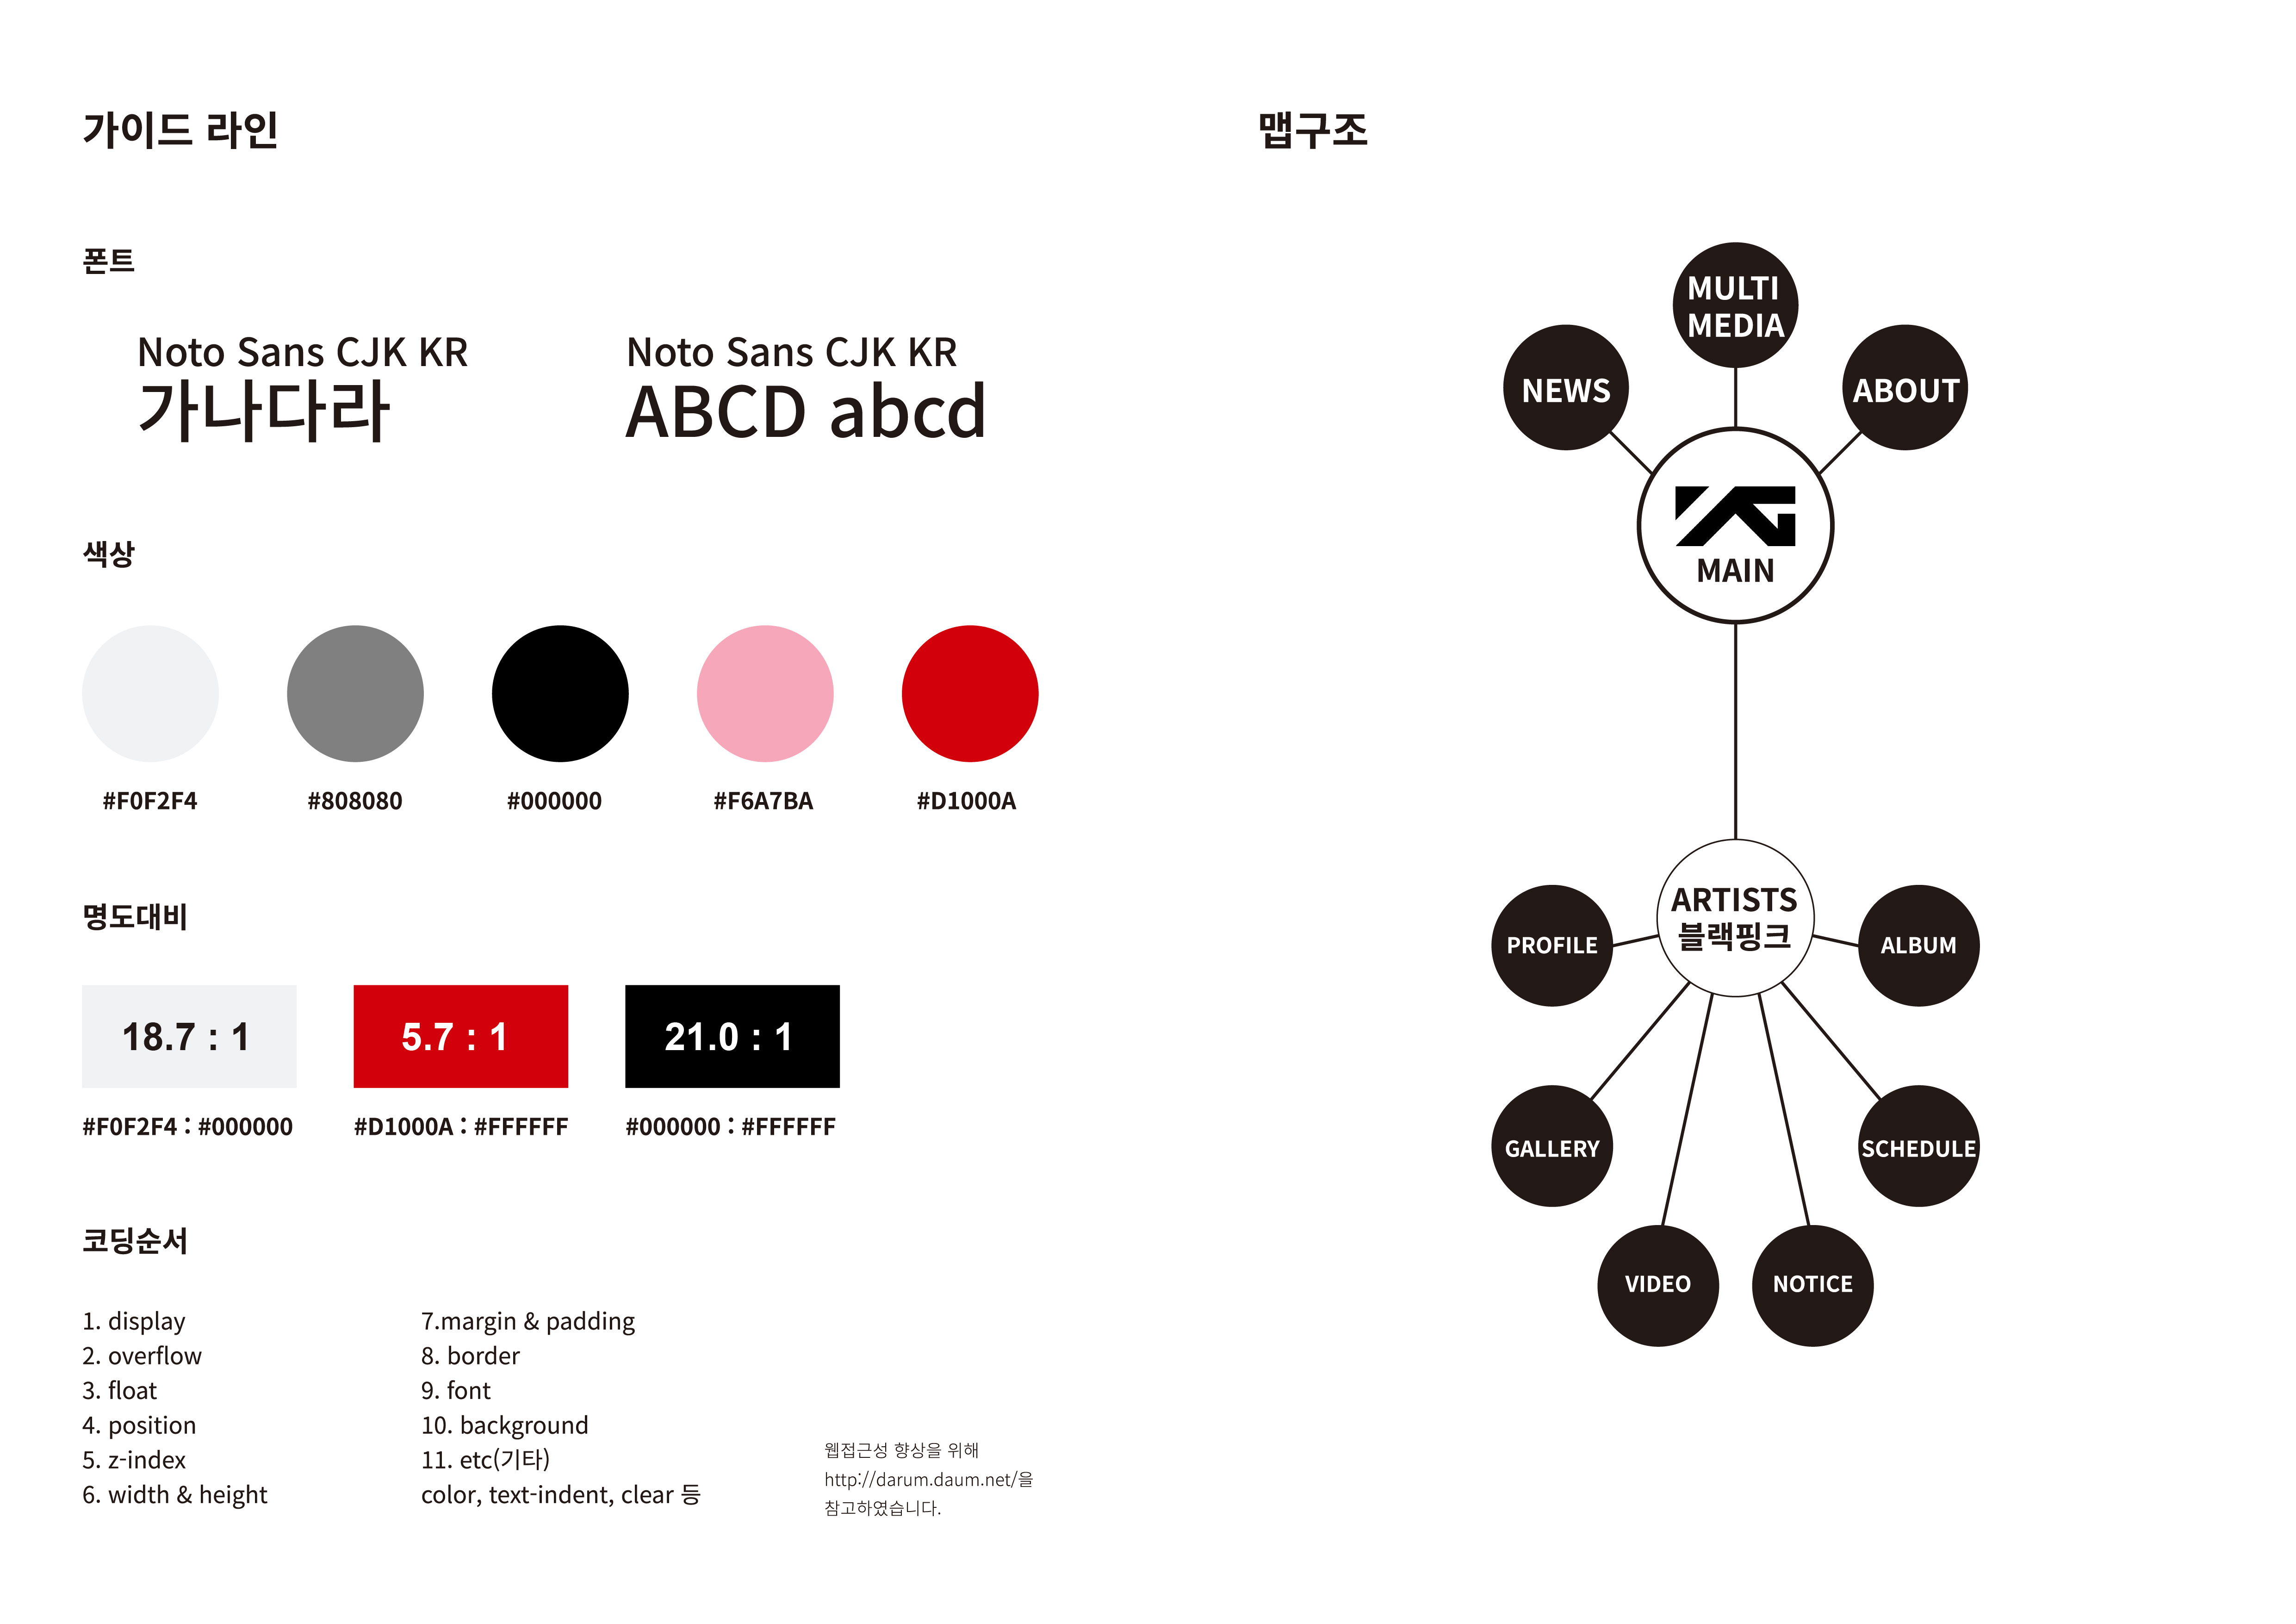 가이드 라인
폰트
Noto Sans CJK KR
가나다라
Noto Sans CJK KR
ABCD abcd
색상
#F0F2F4
#808080
#000000
#F6A7BA
#D1000A
명도대비
18.7 : 1
5.7 : 1
21.0 : 1
#F0F2F4 : #000000
#D1000A : #FFFFFF
#000000 : #FFFFFF
코딩순서
1. display
2. overflow
3. float
4. position
5. z-index
6. width & height
7.margin & padding
8. border
9. font
10. background
11. etc(기타)
color, text-indent, clear 등
웹접근성 향상을 위해
http://darum.daum.net/을
참고하였습니다.
맵구조
MULTI
MEDIA
NEWS
ABOUT
YG
MAIN
ARTISTS
블랙핑크
PROFILE
ALBUM
GALLERY
SCHEDULE
VIDEO
NOTICE